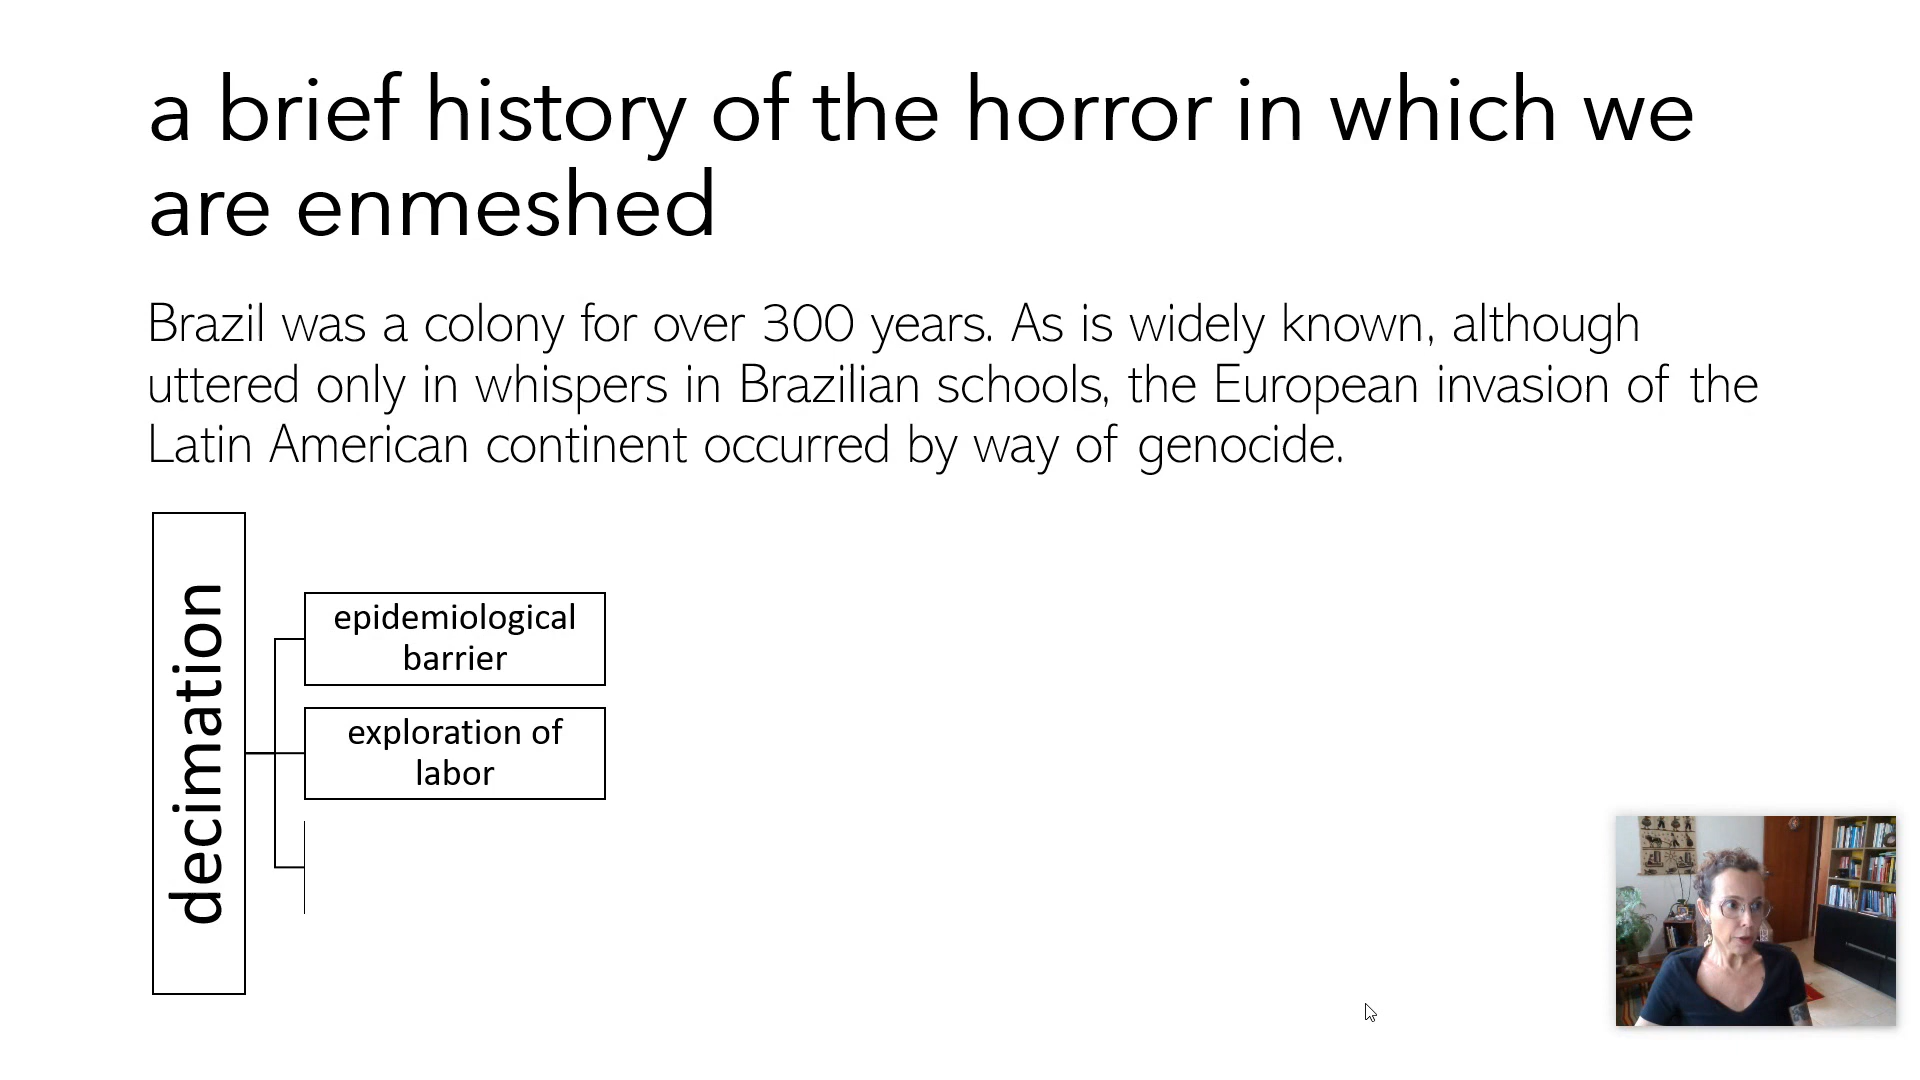 a brief history of the horror in which we
are enmeshed
Brazil was a colony for over 300 years. As is widely known, although
uttered only in whispers in Brazilian schools, the European invasion of the
Latin American continent occurred by way of genocide.
decimation
epidemiological
barrier
exploration of
labor